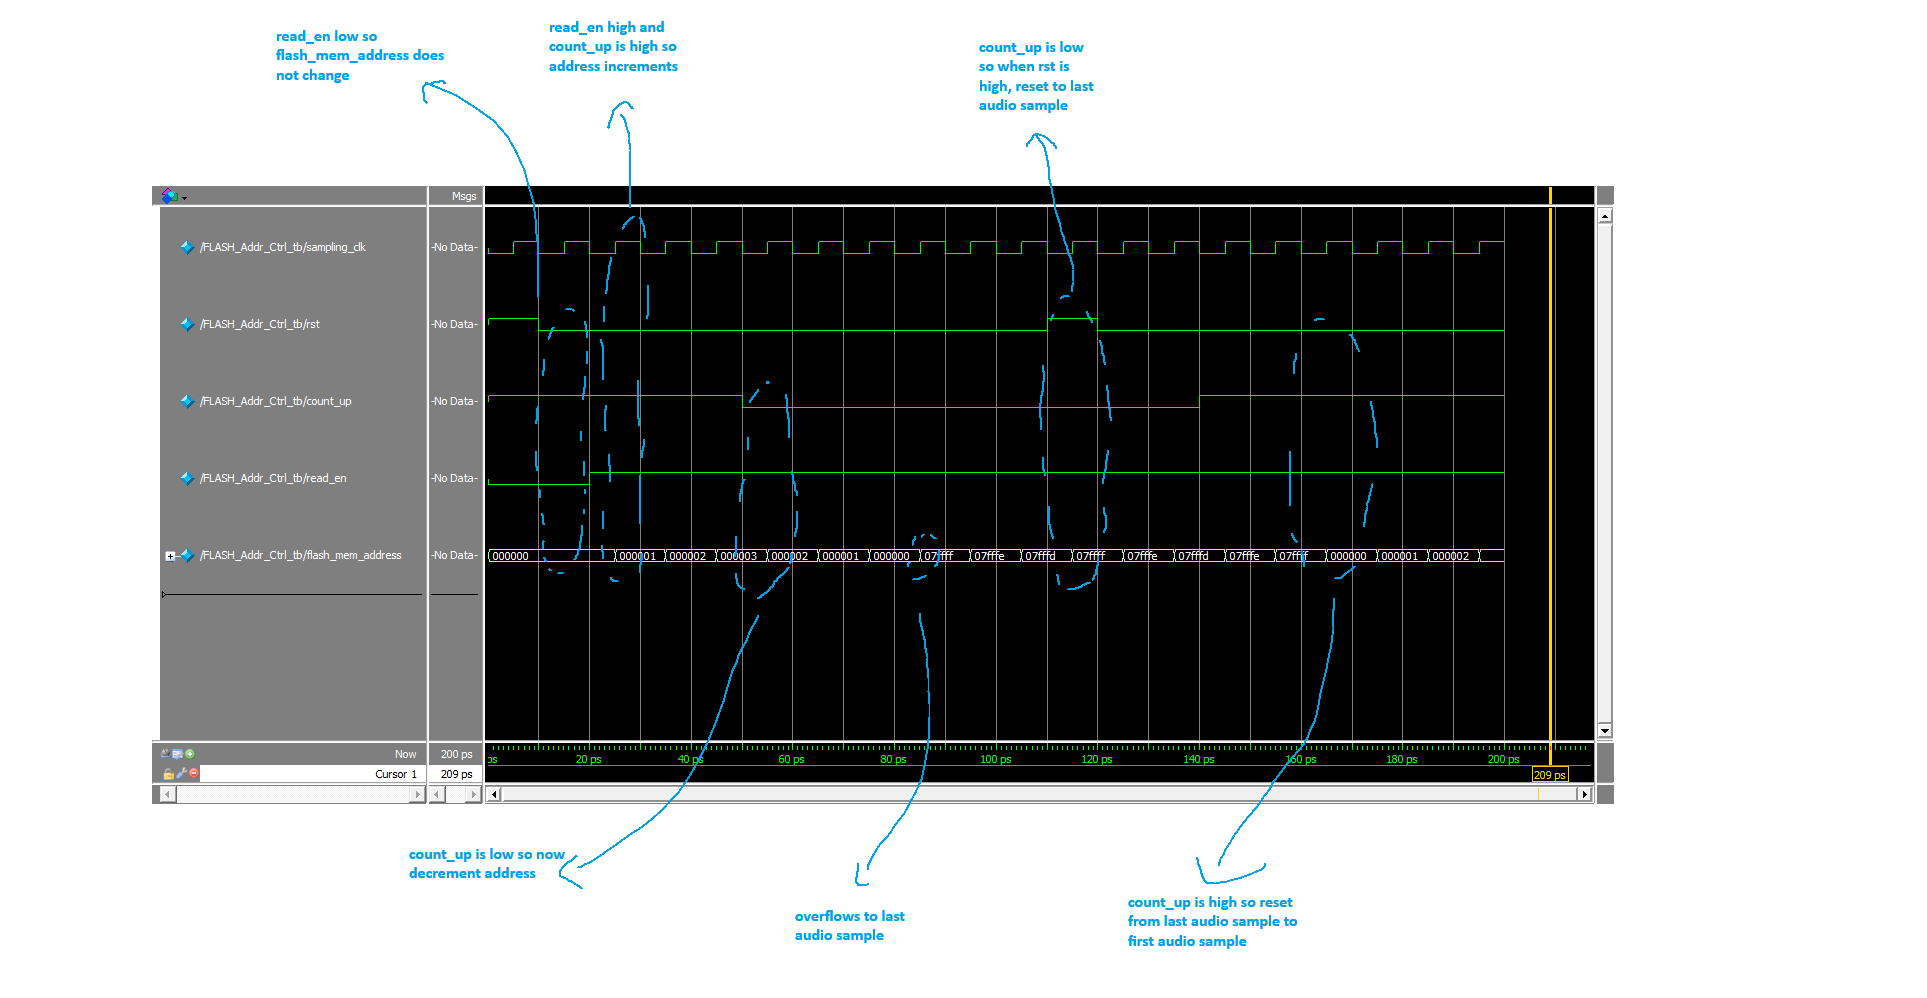 read_en low so
flash_mem_address does
not change
read_en high and
count_up is high so
address increments
count_up is low
so when rst is
high, reset to last
audio sample
Msgs
/FLASH_Addr_Ctrl_tb/sampling_clk -No Data-
/FLASH_Addr_Ctrl_tb/rst -No Data-
/FLASH_Addr_Ctrl_tb/count_up -No Data-
/FLASH_Addr_Ctrl_tb/read_en -No Data-
/FLASH_Addr_Ctrl_tb/flash_mem_address -No Data- 000000 000001 000002 000003 000002 000001 000000 07ffff 07fffe 07fffd 07ffff 07fffe 07fffd 07fffe 07ffff 000000 000001 000002
Now 200 ps ps 20 ps 40 ps 60 ps 80 ps 100 ps 120 ps 140 ps 160 ps 180 ps 200 ps
Cursor 1 209 ps 209 ps
count_up is low so now
decrement address
overflows to last
audio sample
count_up is high so reset
from last audio sample to
first audio sample